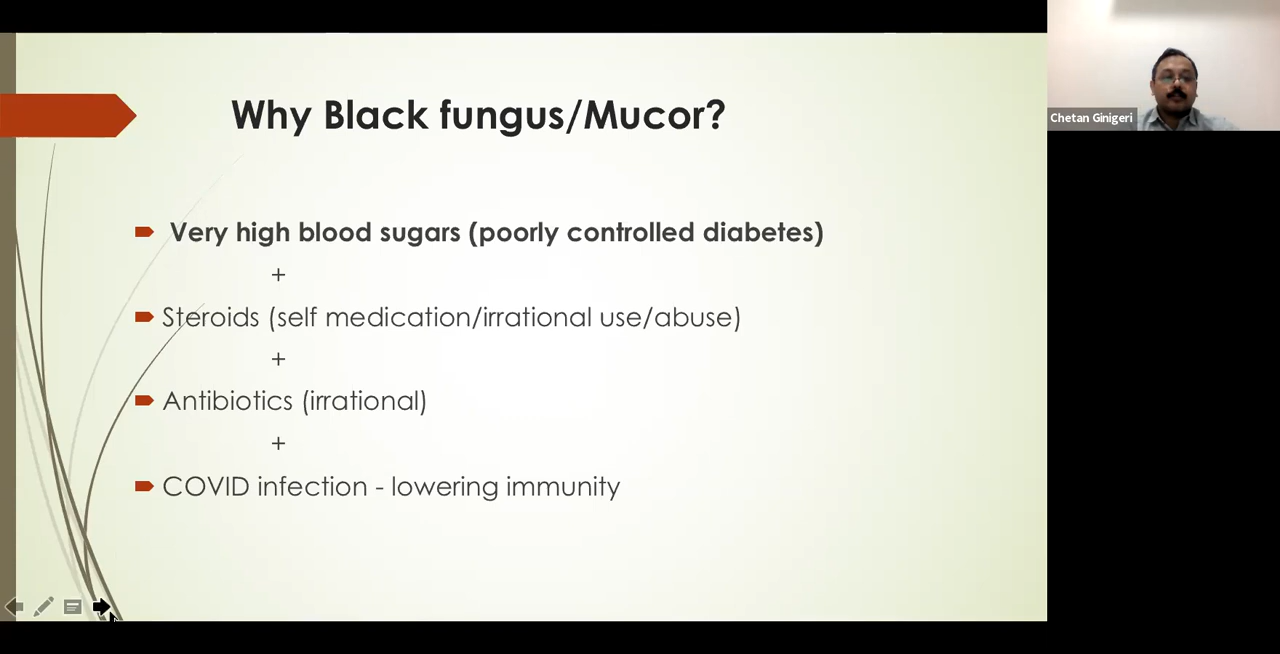 Why Black fungus/Mucor?
Very high blood sugars (poorly controlled diabetes)
+
Steroids (self medication/irrational use/abuse)
+
Antibiotics (irrational)
+
COVID infection - lowering immunity
Chetan Ginigeri